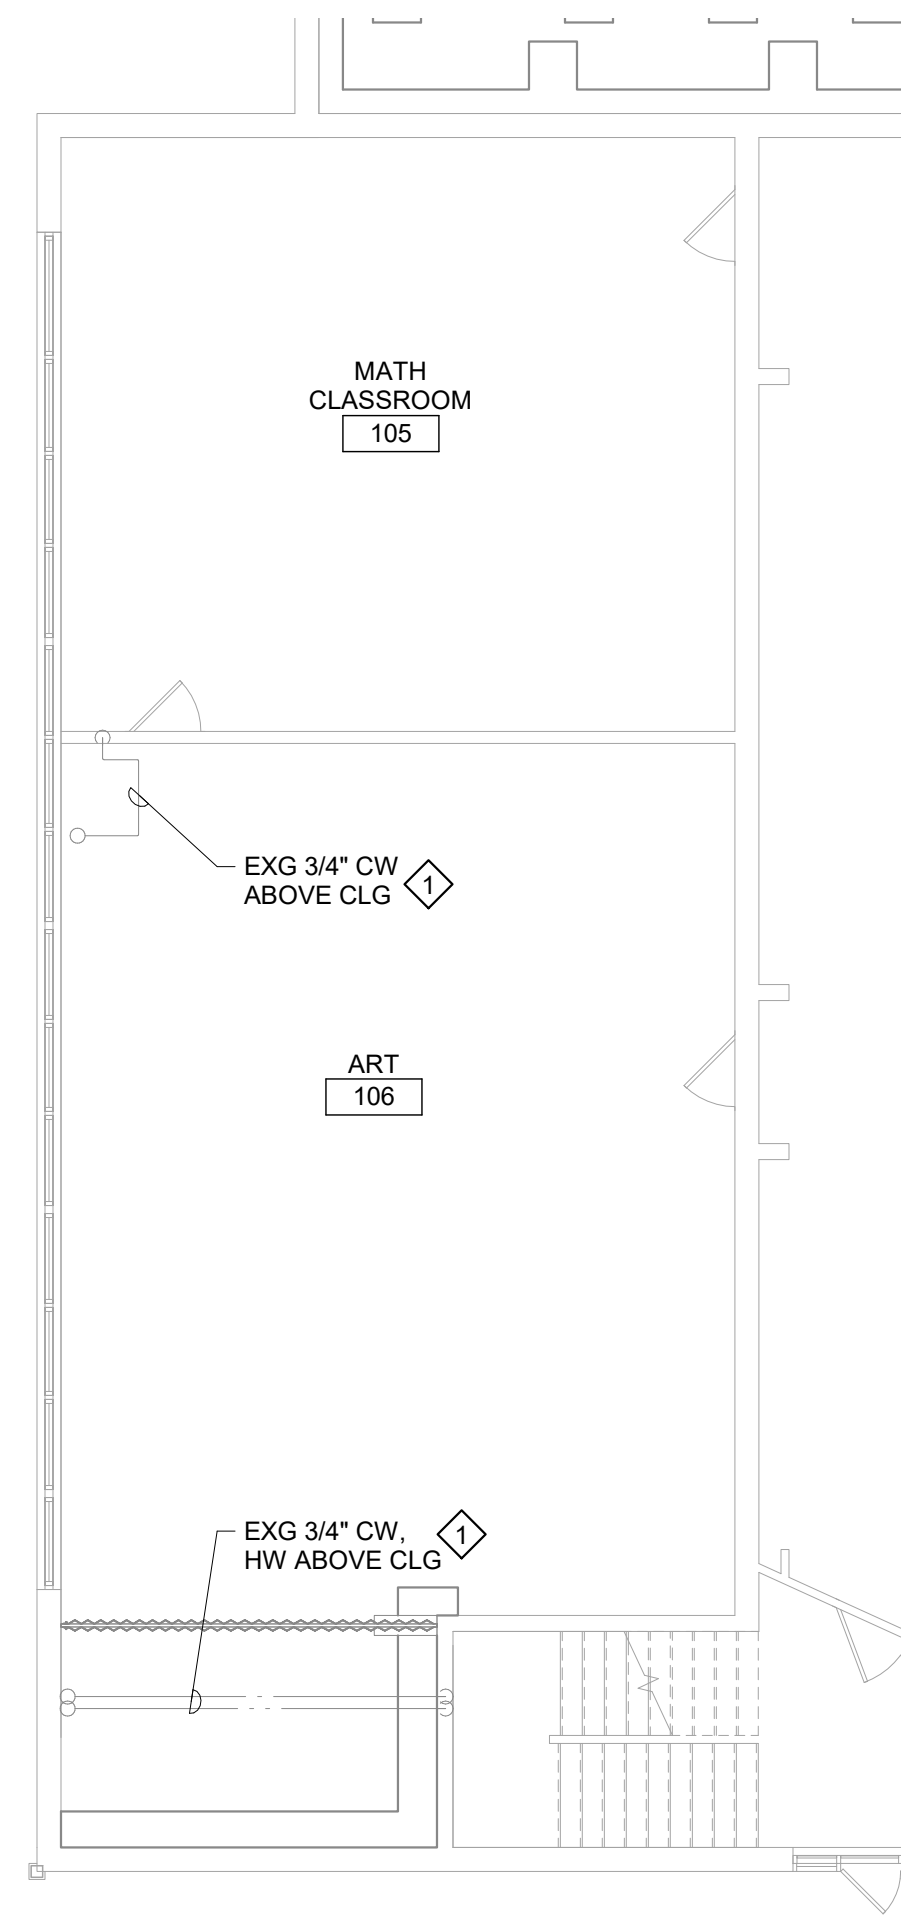 MATH
CLASSROOM
105
EXG 3/4" CW
ABOVE CLG
1
ART
106
EXG 3/4" CW,
HW ABOVE CLG
1